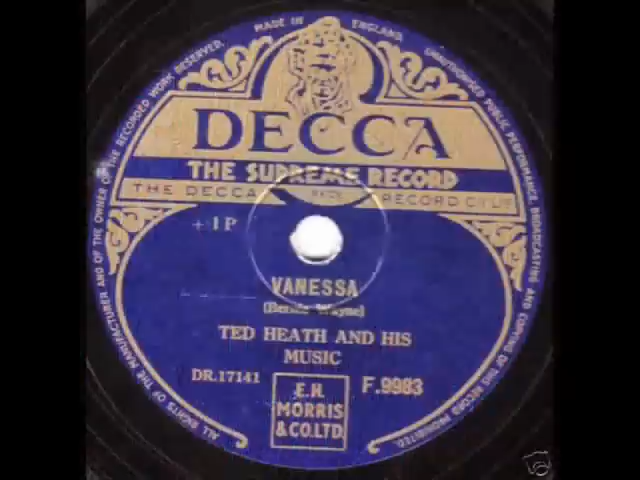 MADE IN ENGLAND. UNAUTHORISED PUBLIC PERFORMANCE, BROADCASTING AND COPYING OF THIS RECORD PROHIBITED.
ALL RIGHTS OF THE MANUFACTURER AND OF THE OWNER OF THE RECORDED WORK RESERVED.
DECCA
THE SUPREME RECORD
THE DECCA RECORD CO. LTD
+ 1 P
VANESSA
Wayne)
TED HEATH AND HIS
MUSIC
DR.17141
F.9983
E.H.
MORRIS
& CO. LTD.